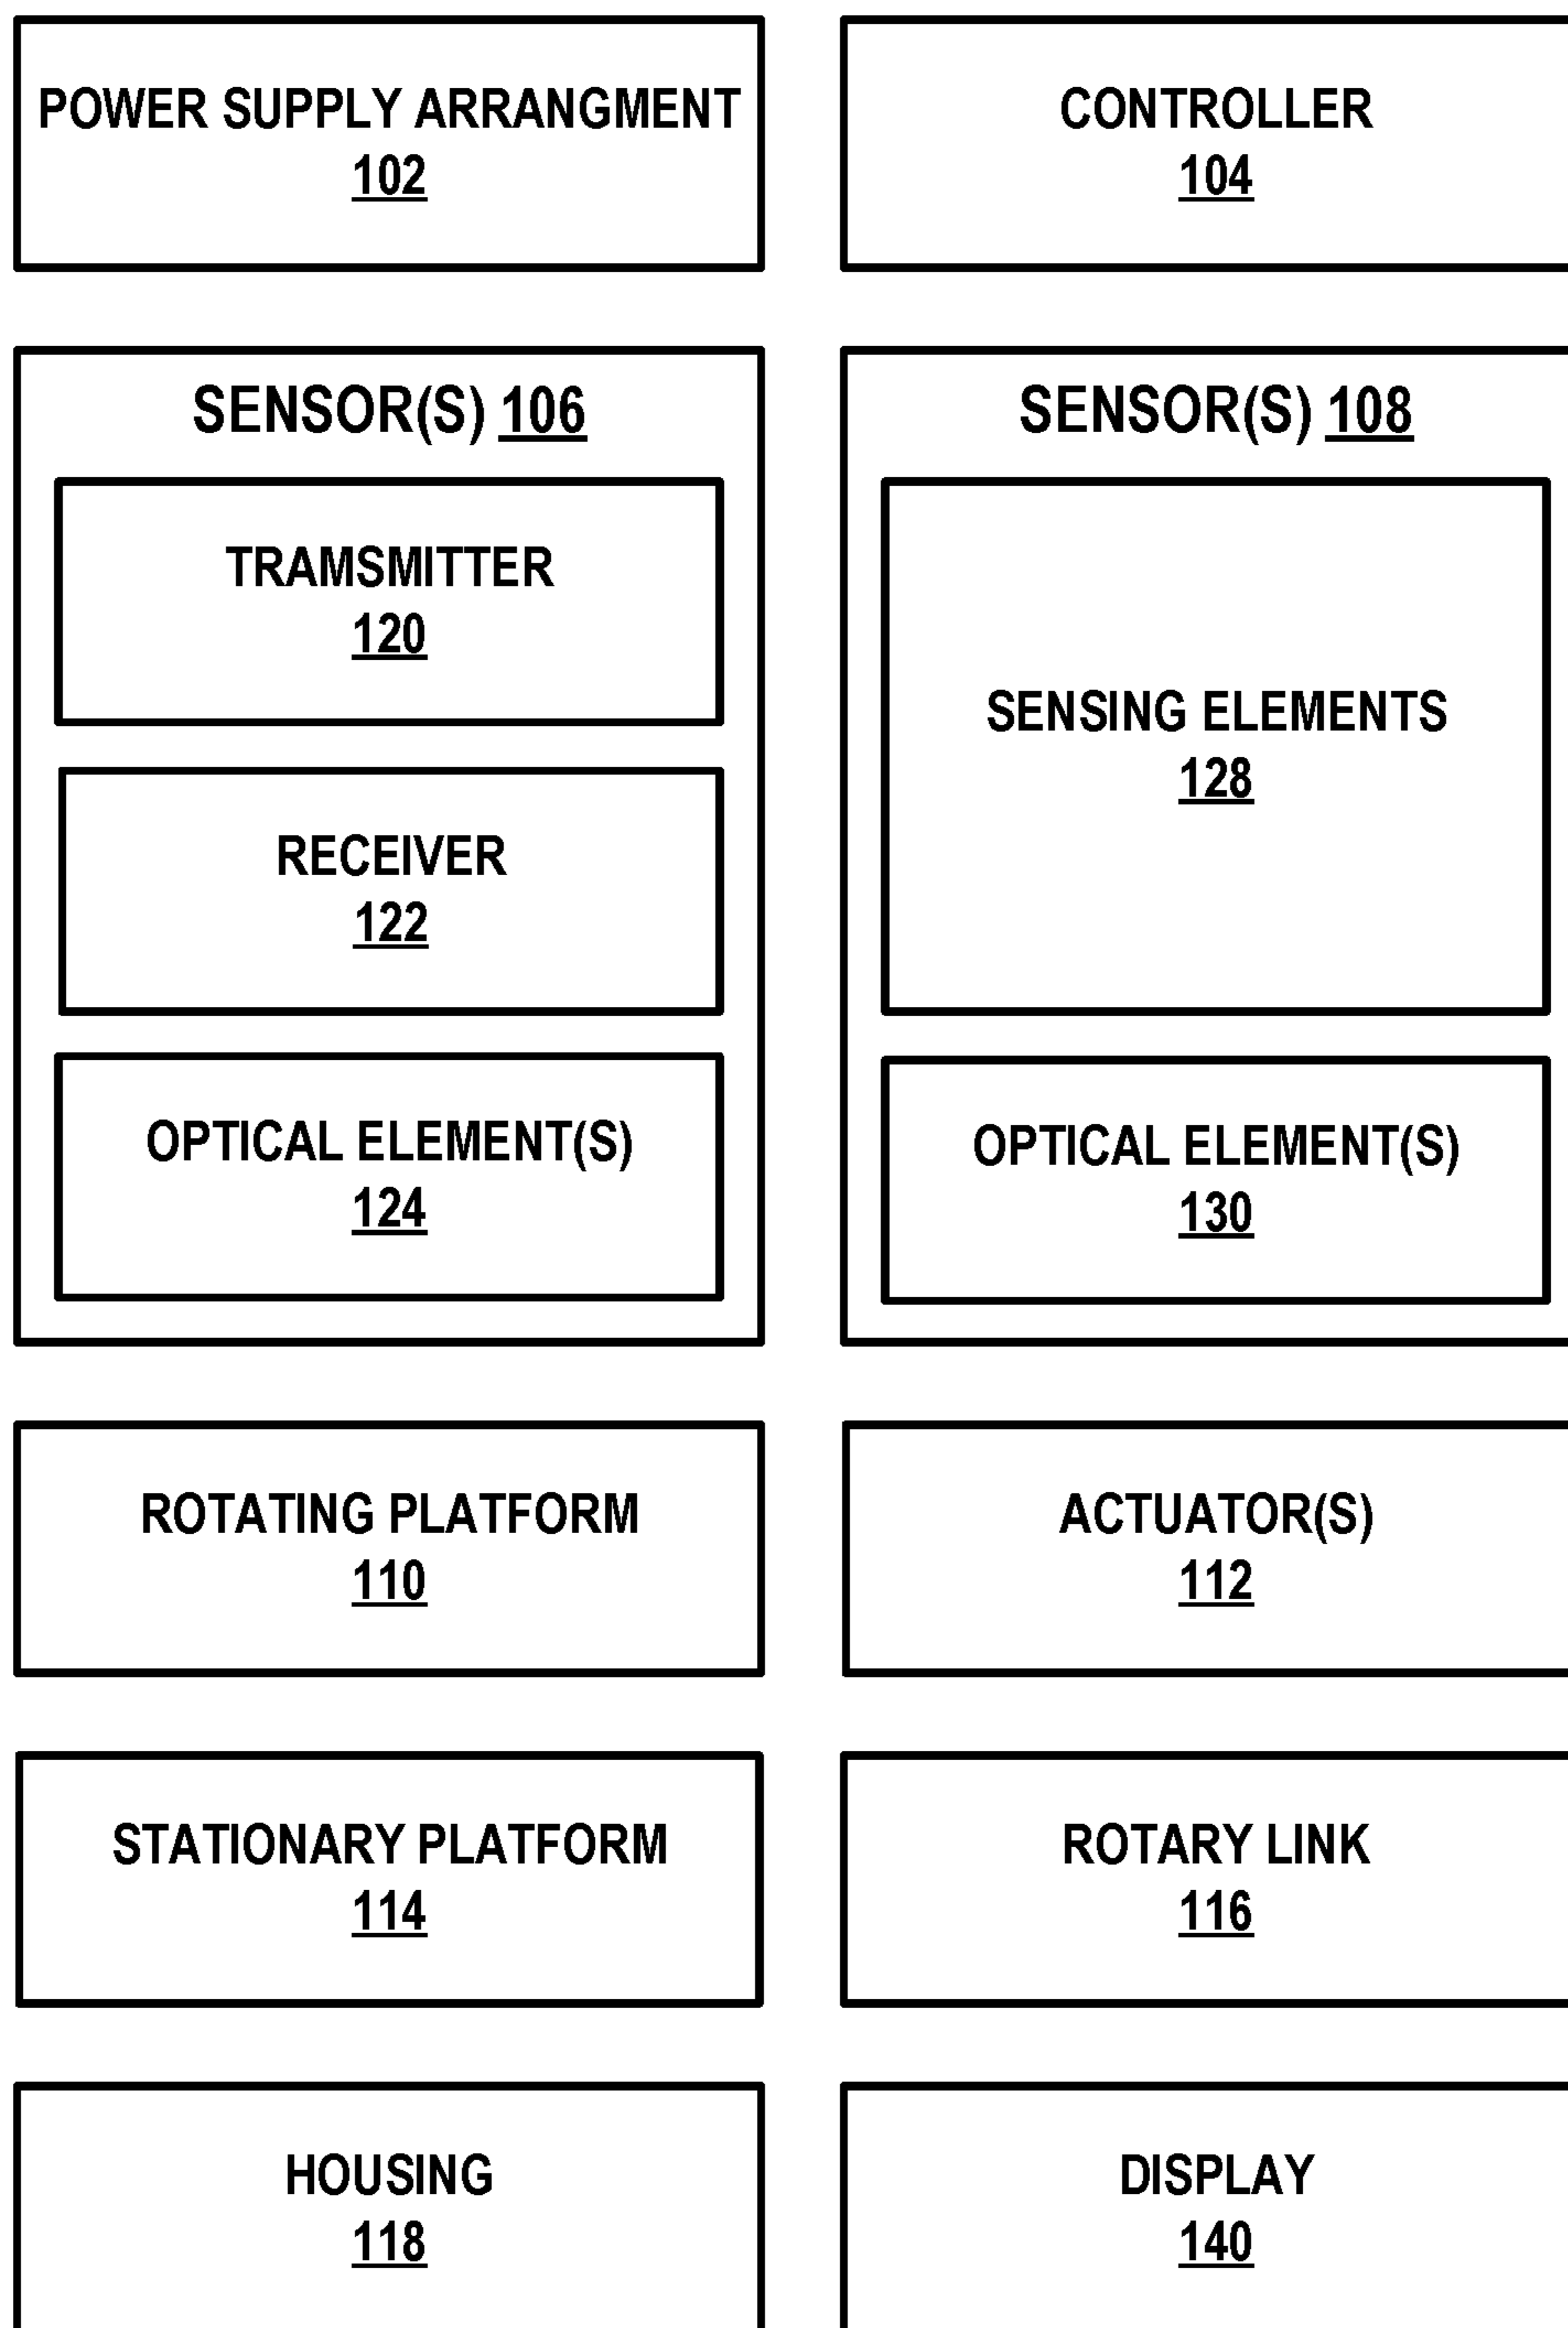 POWER SUPPLY ARRANGMENT
102
CONTROLLER
104
SENSOR(S) 106
TRAMSMITTER
120
RECEIVER
122
OPTICAL ELEMENT(S)
124
SENSOR(S) 108
SENSING ELEMENTS
128
OPTICAL ELEMENT(S)
130
ROTATING PLATFORM
110
ACTUATOR(S)
112
STATIONARY PLATFORM
114
ROTARY LINK
116
HOUSING
118
DISPLAY
140